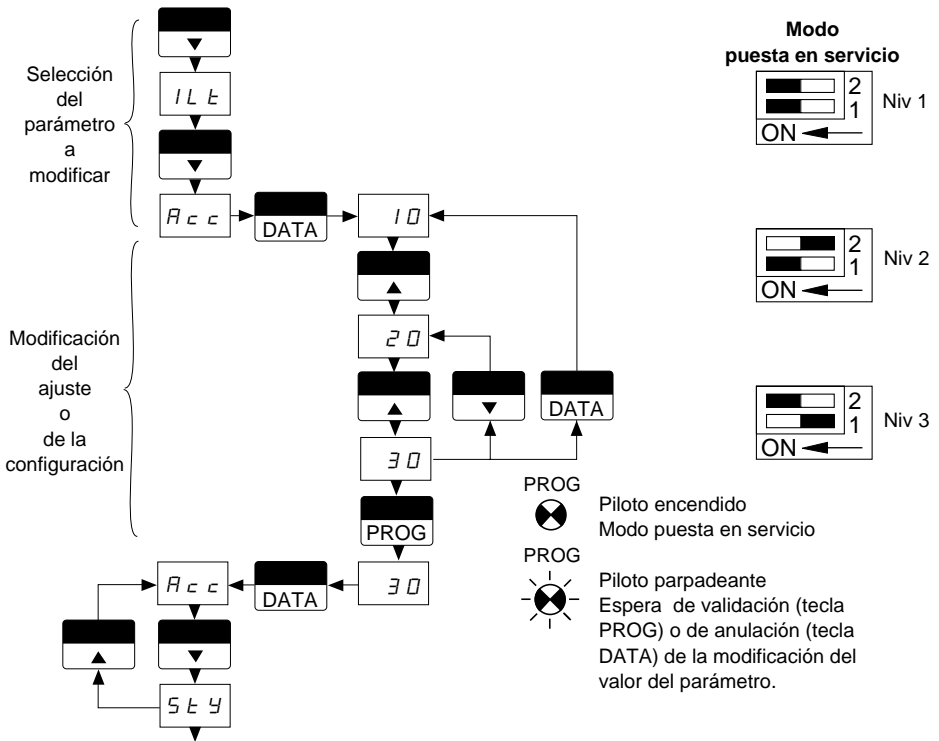 Selección
del
parámetro
a
modificar
▼
ILt
▼
Acc
DATA
10
▲
20
▲
▼
DATA
30
PROG
30
DATA
Acc
▲
▼
StY
Modificación
del
ajuste
o
de la
configuración
Modo
puesta en servicio
2
1
ON
Niv 1
2
1
ON
Niv 2
2
1
ON
Niv 3
PROG
Piloto encendido
Modo puesta en servicio
PROG
Piloto parpadeante
Espera de validación (tecla
PROG) o de anulación (tecla
DATA) de la modificación del
valor del parámetro.